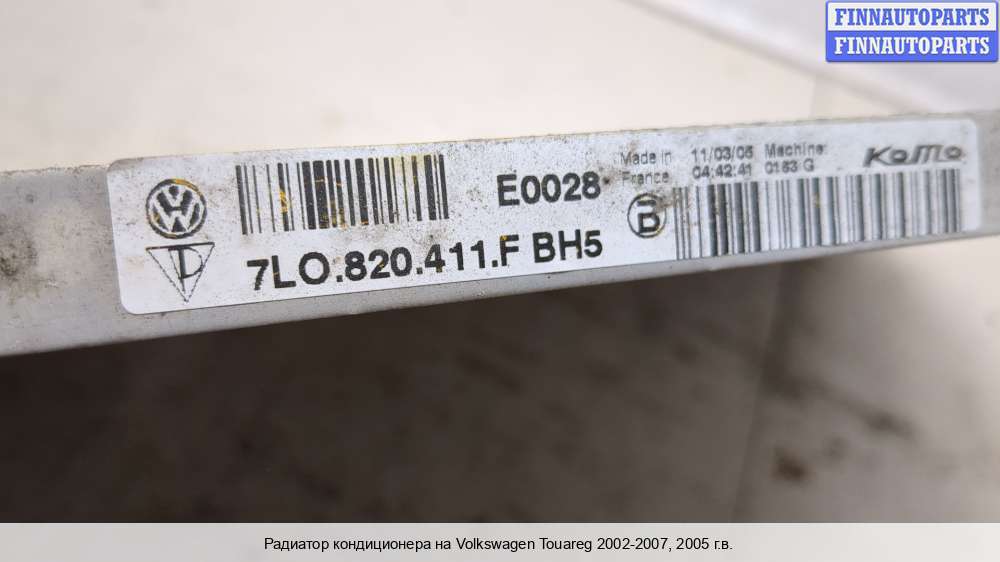 FINNAUTOPARTS
FINNAUTOPARTS
E0028
Made in 11/03/05 Machine:
France 04:42:41 0163 G
KoMo
B
7LO.820.411.F BH5
Радиатор кондиционера на Volkswagen Touareg 2002-2007, 2005 г.в.